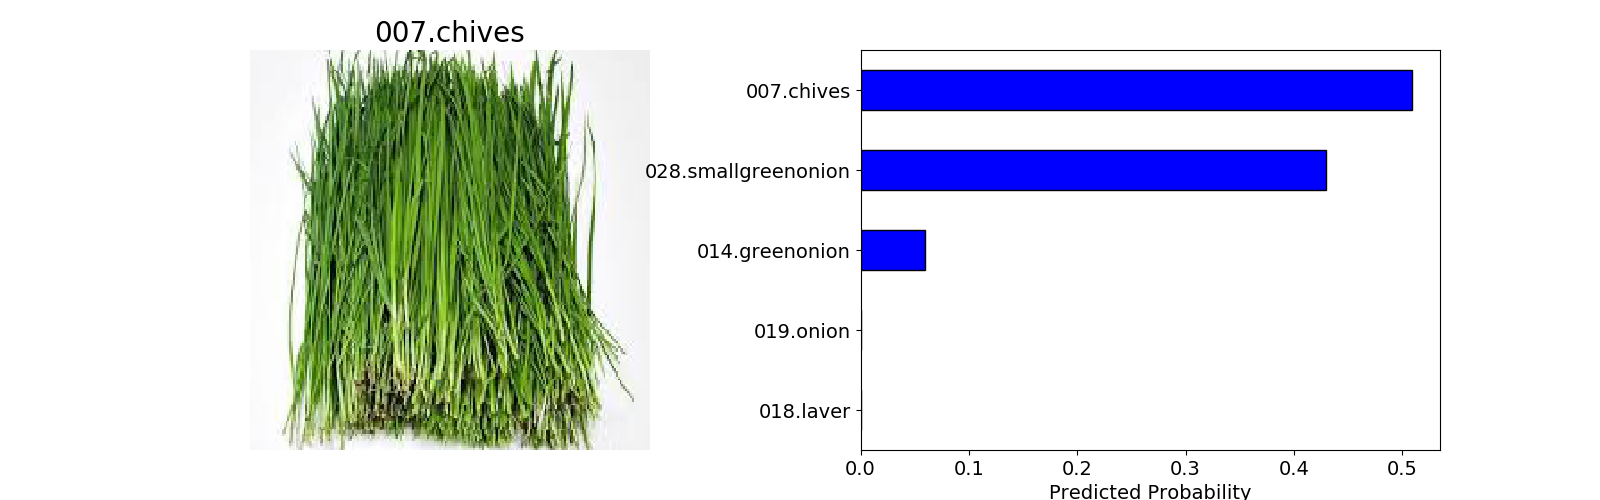 007.chives
007.chives
028.smallgreenonion
014.greenonion
019.onion
018.laver
0.0 0.1 0.2 0.3 0.4 0.5
Predicted Probability